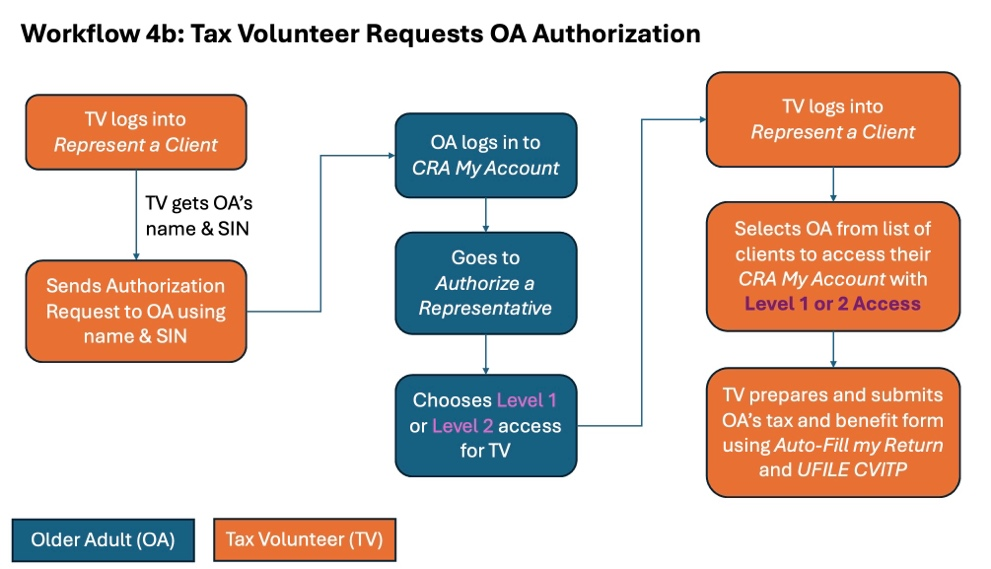 Workflow 4b: Tax Volunteer Requests OA Authorization
TV logs into
Represent a Client
TV gets OA's
name & SIN
Sends Authorization
Request to OA using
name & SIN
OA logs in to
CRA My Account
Goes to
Authorize a
Representative
Chooses Level 1
or Level 2 access
for TV
TV logs into
Represent a Client
Selects OA from list of
clients to access their
CRA My Account with
Level 1 or 2 Access
TV prepares and submits
OA's tax and benefit form
using Auto-Fill my Return
and UFILE CVITP
Older Adult (OA)
Tax Volunteer (TV)